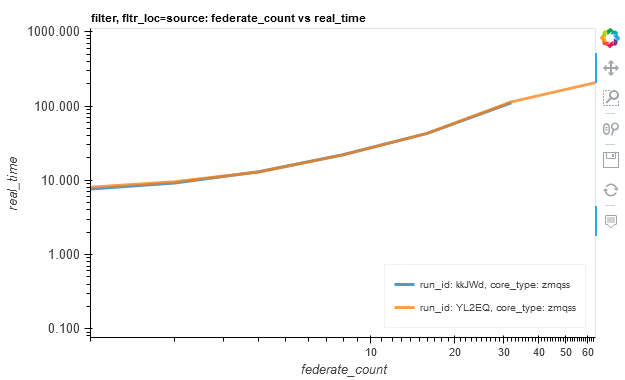 filter, fltr_loc=source: federate_count vs real_time
1000.000
100.000
10.000
1.000
0.100
real_time
run_id: kkJWd, core_type: zmqss
run_id: YL2EQ, core_type: zmqss
10
20
30
40
50
60
federate_count